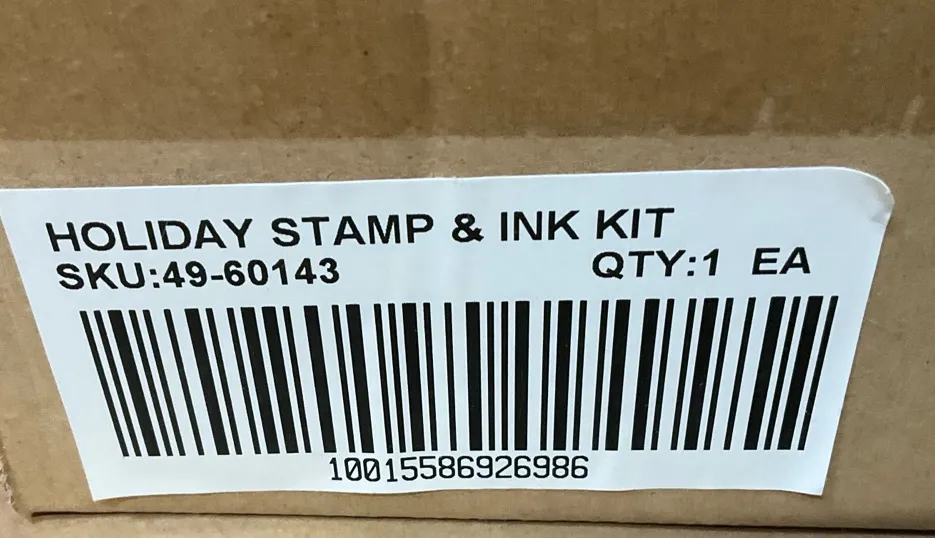 HOLIDAY STAMP & INK KIT
SKU:49-60143 QTY:1 EA
10015586926986